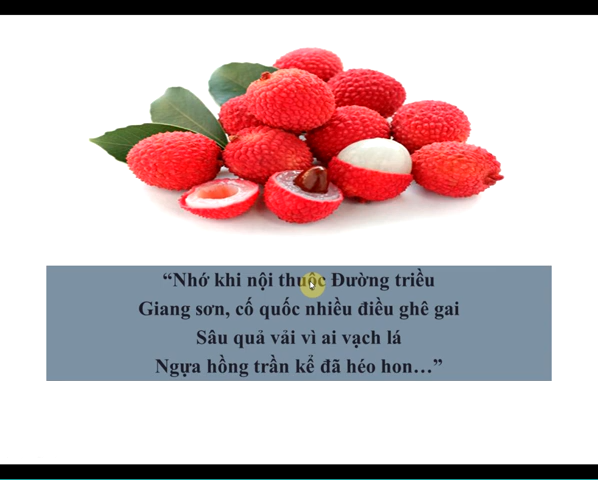 “Nhớ khi nội thuộc Đường triều
Giang sơn, cố quốc nhiều điều ghê gai
Sâu quả vải vì ai vạch lá
Ngựa hồng trần kể đã héo hon…”